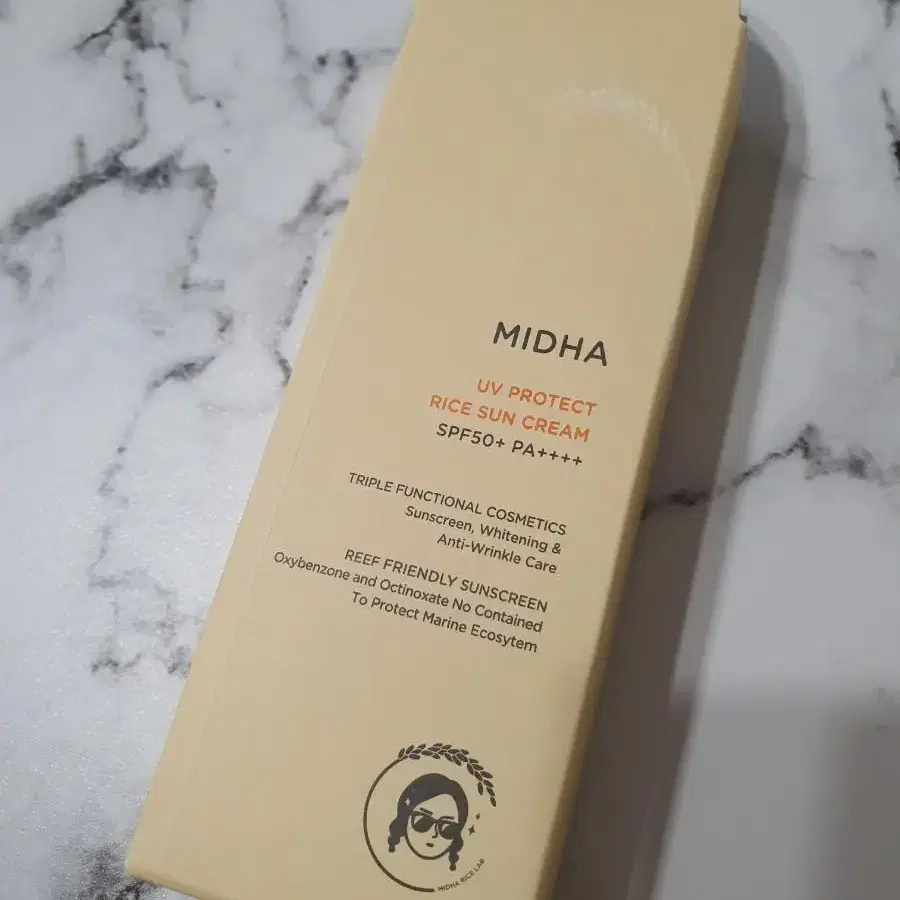 MIDHA
UV PROTECT
RICE SUN CREAM
SPF50+ PA++++
TRIPLE FUNCTIONAL COSMETICS
Sunscreen, Whitening &
Anti-Wrinkle Care
REEF FRIENDLY SUNSCREEN
Oxybenzone and Octinoxate No Contained
To Protect Marine Ecosytem
MIDHA RICE LAB